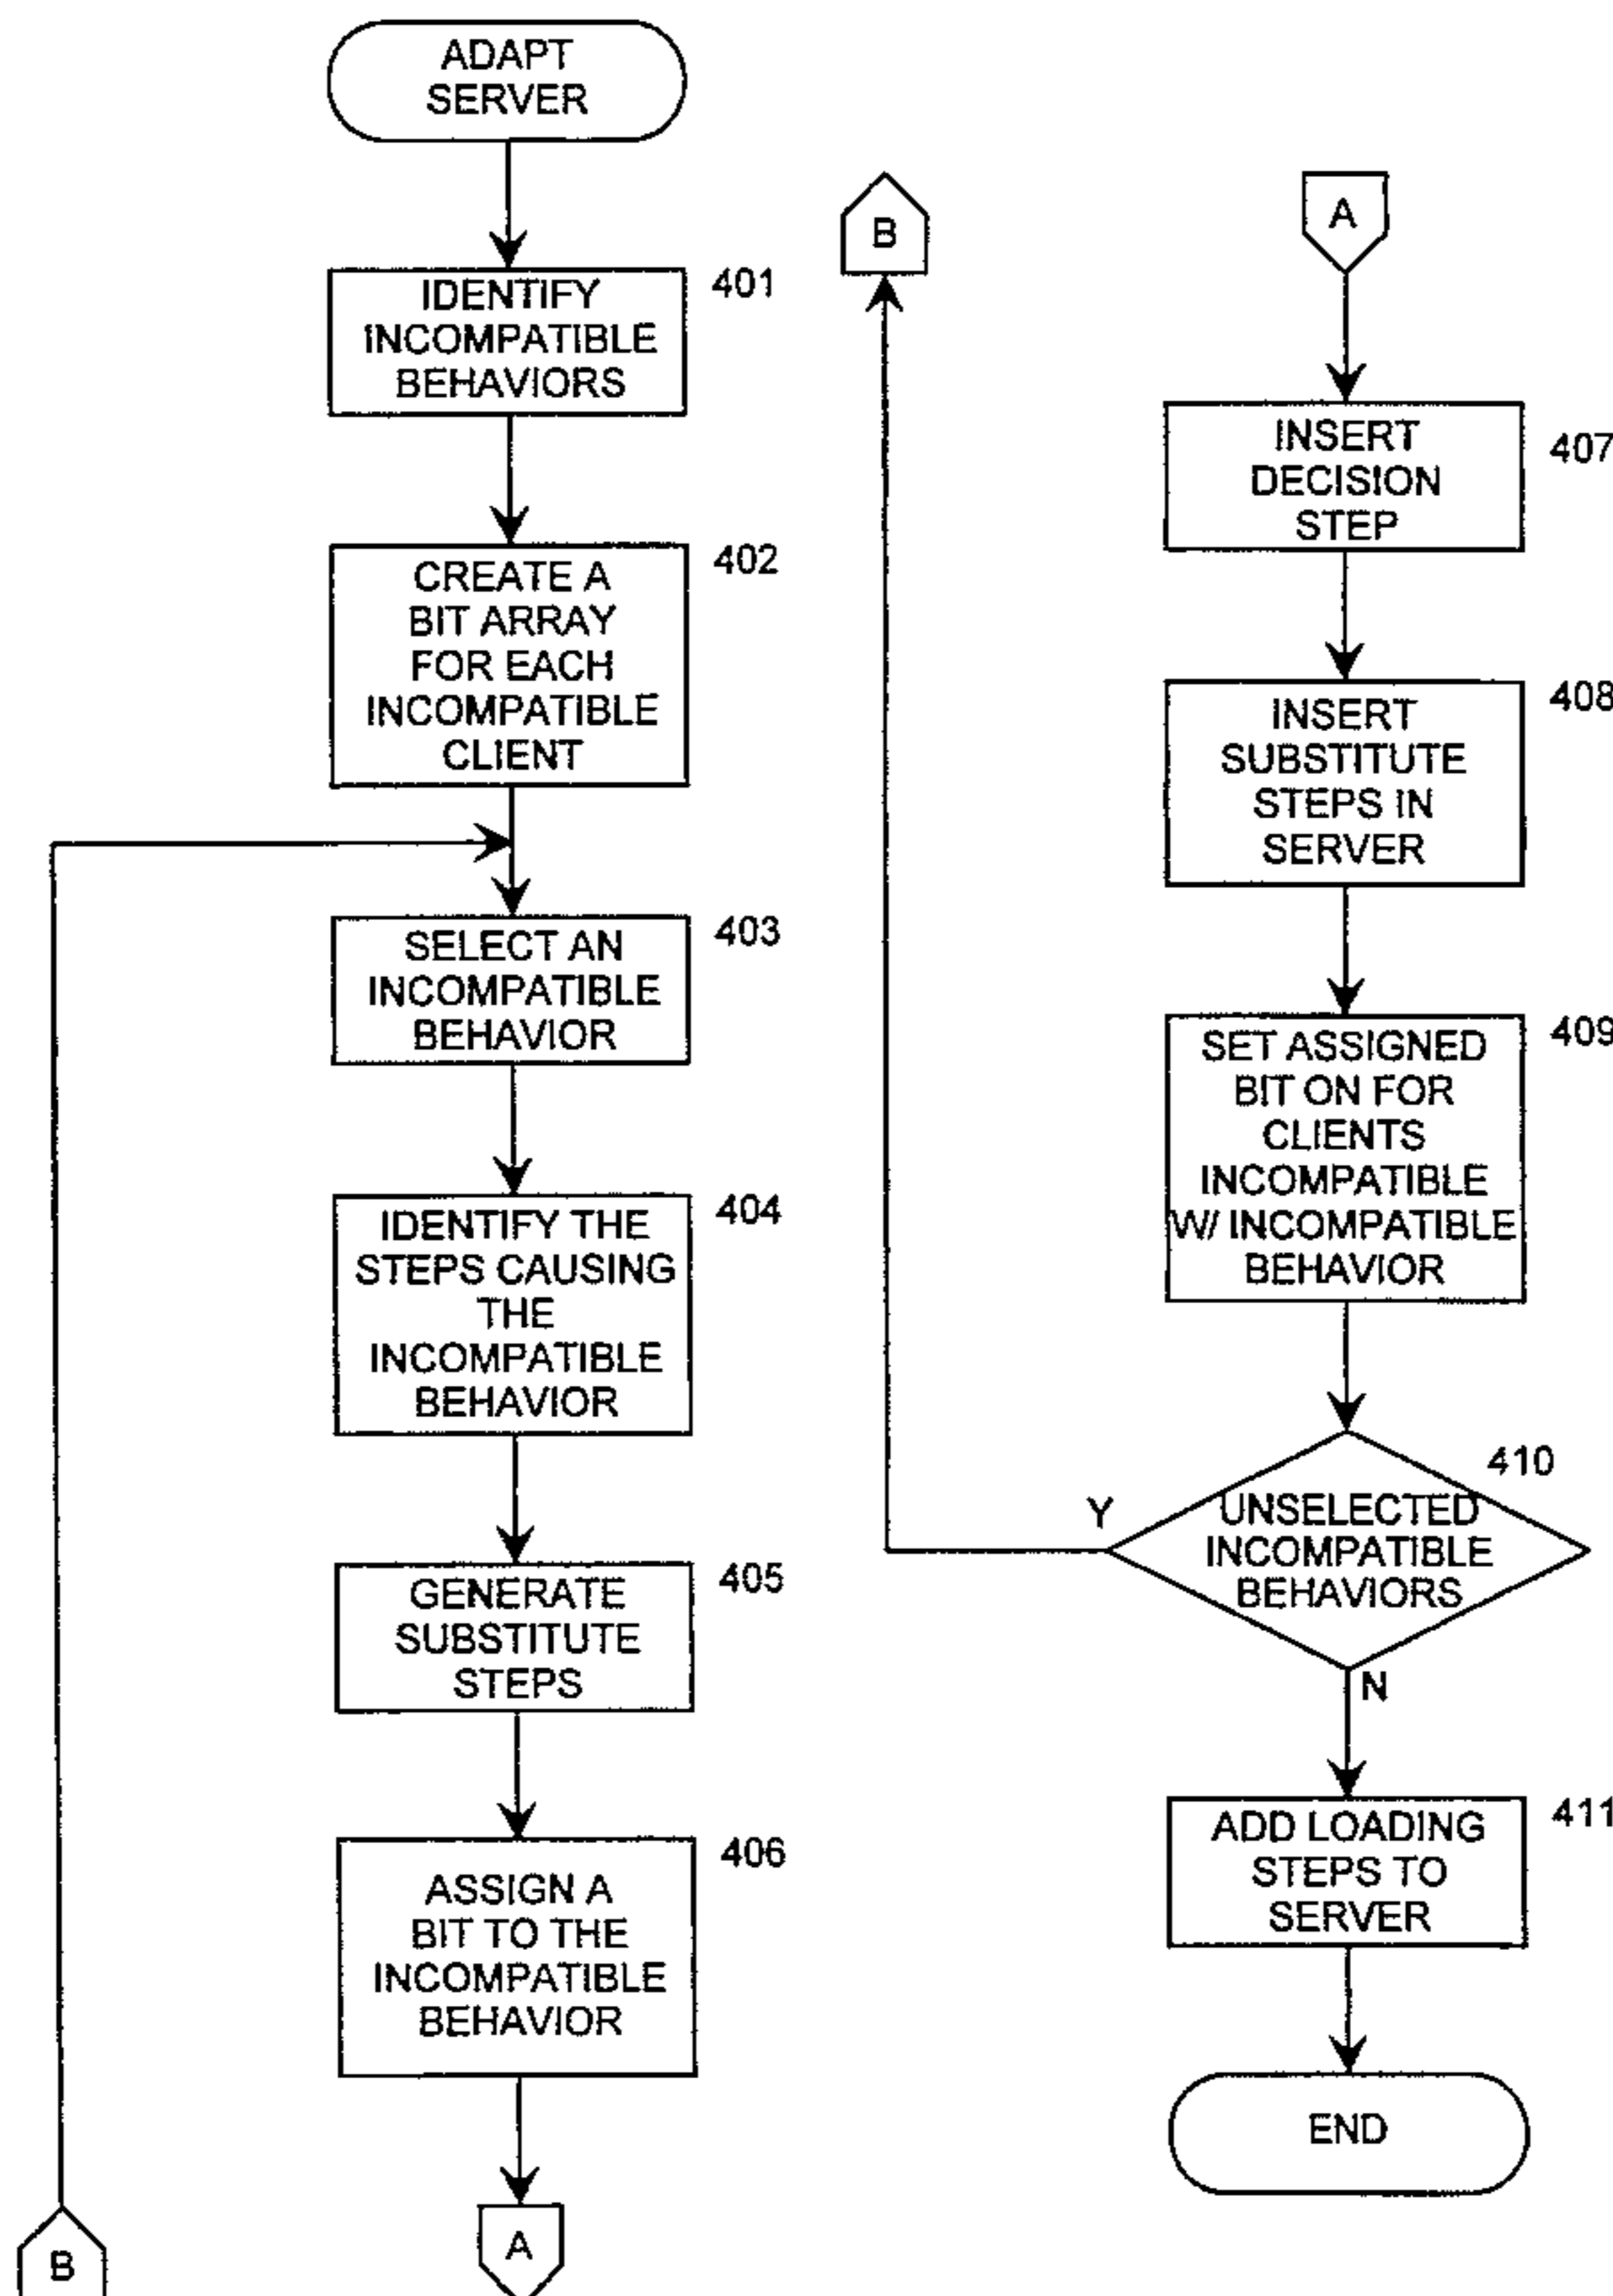 ADAPT
SERVER
IDENTIFY
INCOMPATIBLE
BEHAVIORS
401
CREATE A
BIT ARRAY
FOR EACH
INCOMPATIBLE
CLIENT
402
SELECT AN
INCOMPATIBLE
BEHAVIOR
403
IDENTIFY THE
STEPS CAUSING
THE
INCOMPATIBLE
BEHAVIOR
404
GENERATE
SUBSTITUTE
STEPS
405
ASSIGN A
BIT TO THE
INCOMPATIBLE
BEHAVIOR
406
A
B
B
A
INSERT
DECISION
STEP
407
INSERT
SUBSTITUTE
STEPS IN
SERVER
408
SET ASSIGNED
BIT ON FOR
CLIENTS
INCOMPATIBLE
W/ INCOMPATIBLE
BEHAVIOR
409
410
UNSELECTED
INCOMPATIBLE
BEHAVIORS
Y
N
ADD LOADING
STEPS TO
SERVER
411
END